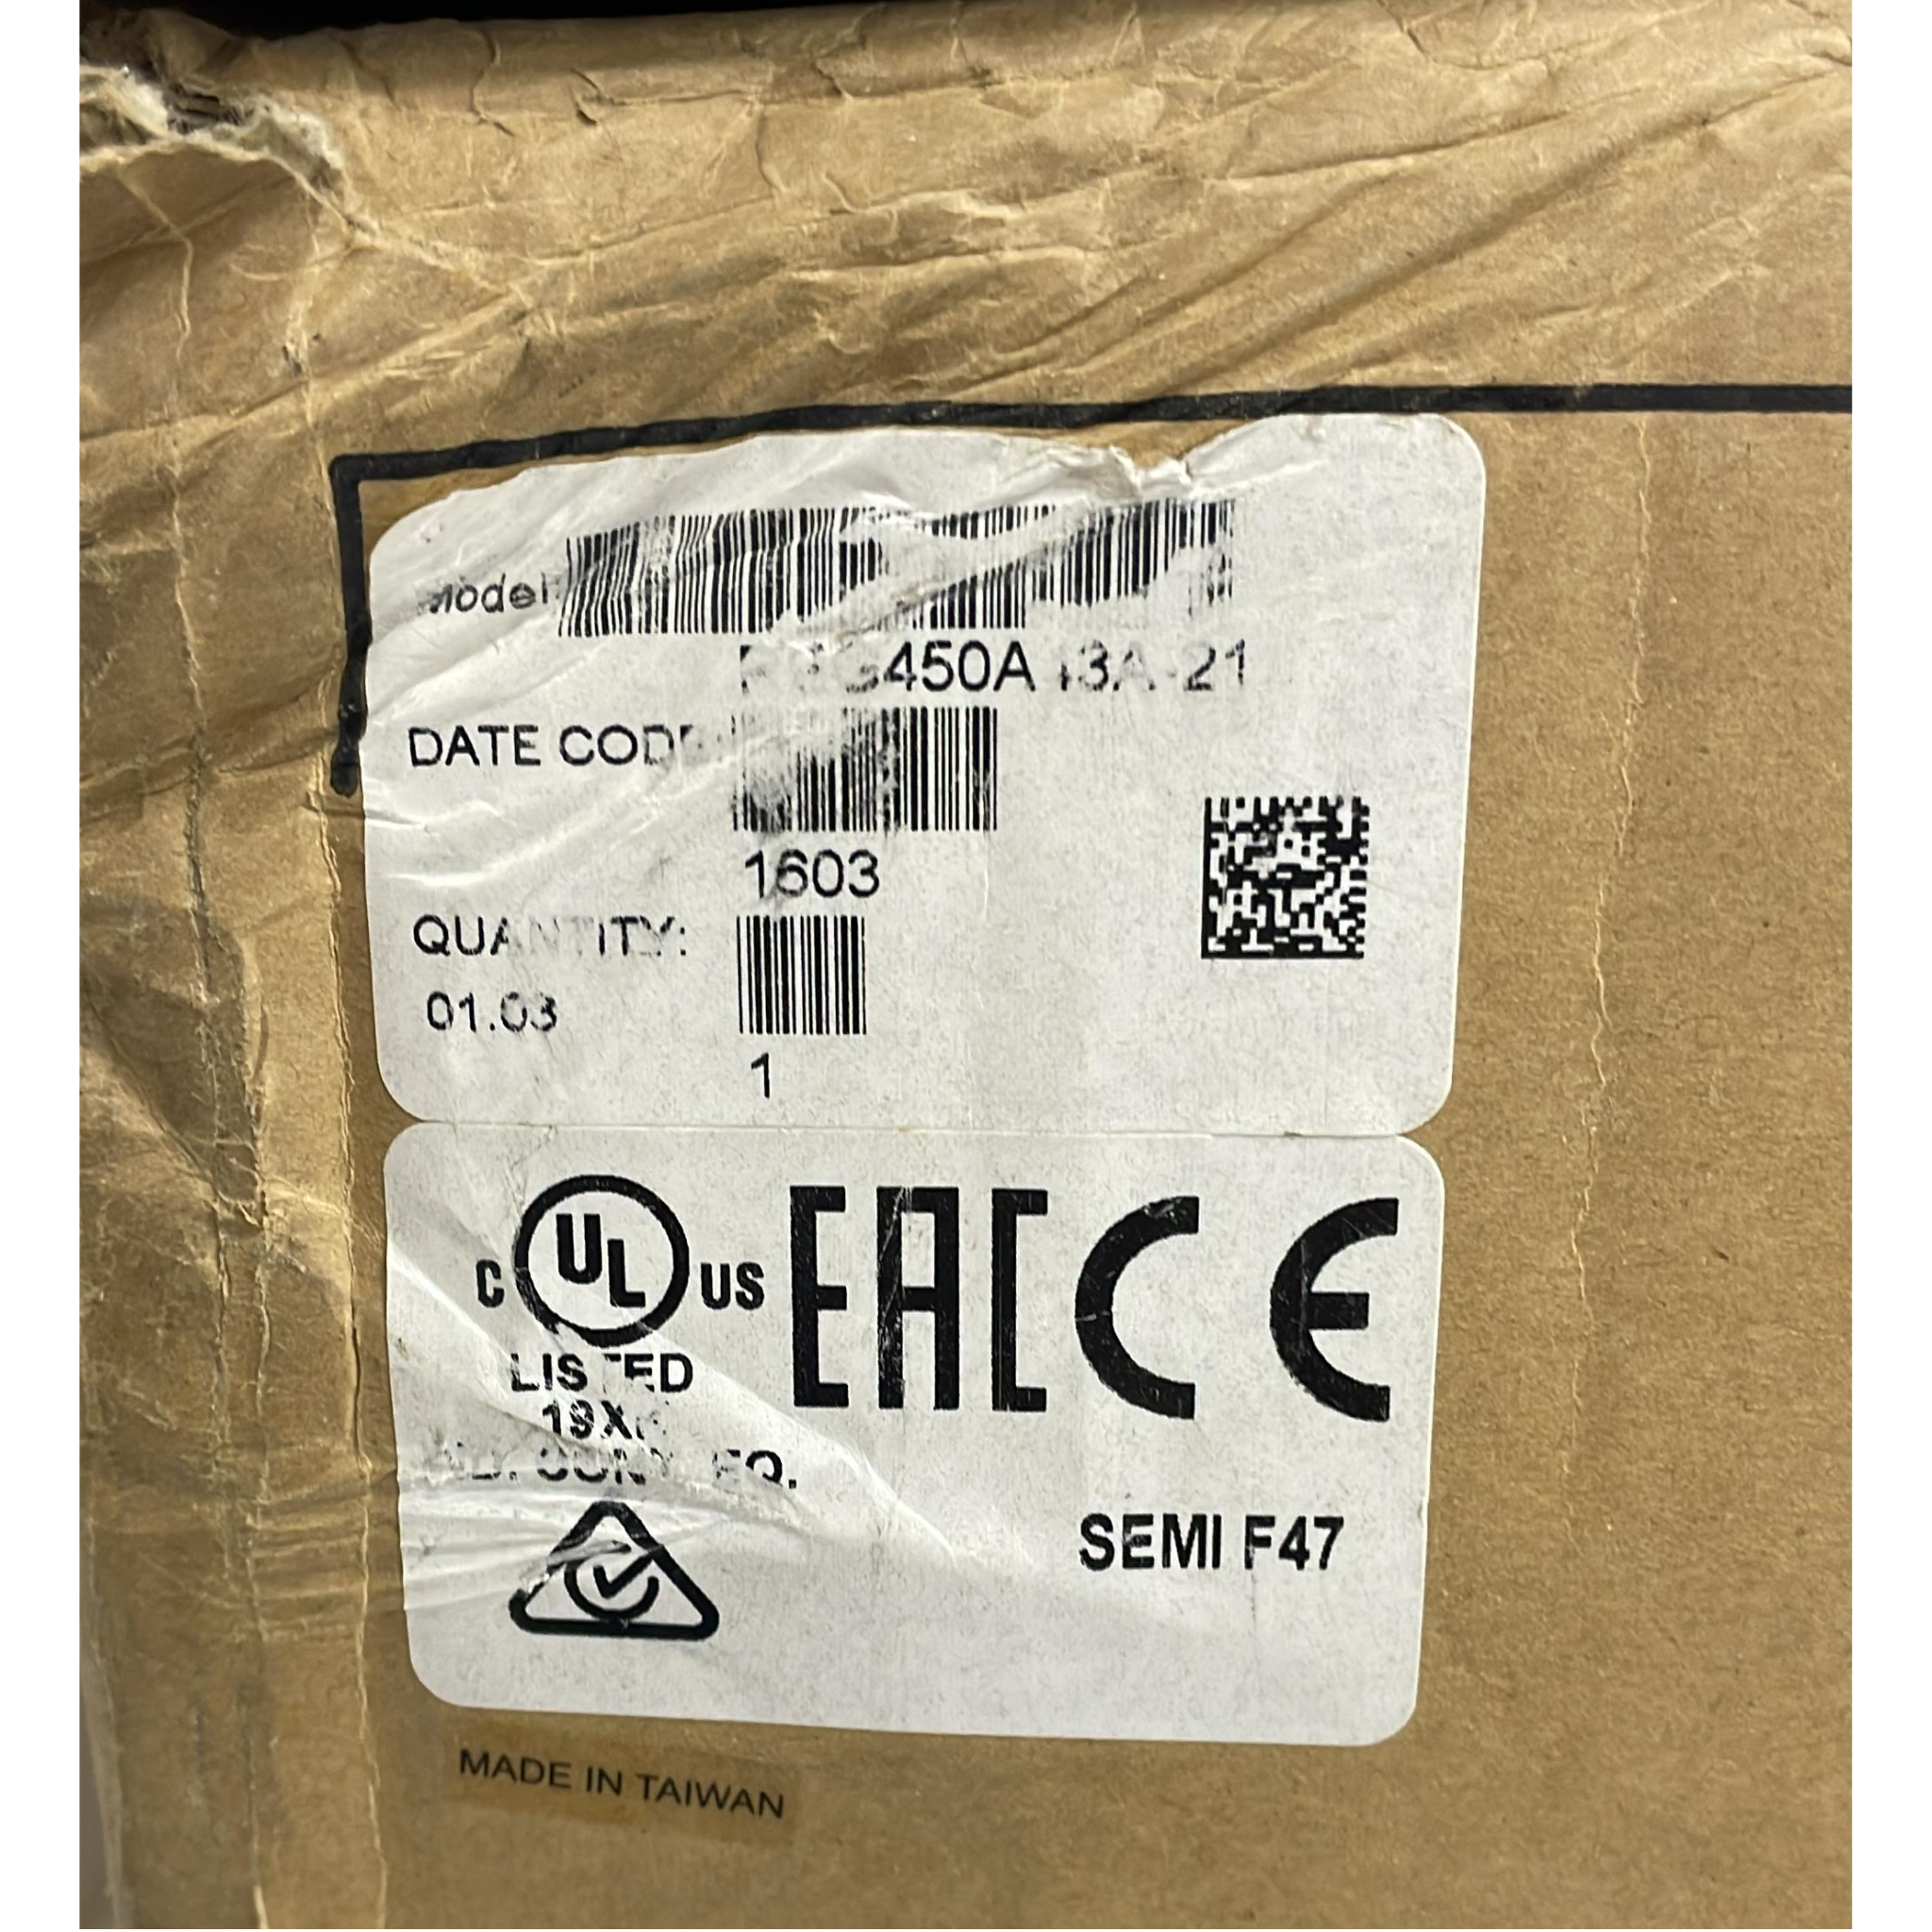 Model
DATE CODE
1603
QUANTITY:
01.03
1
C UL US
LISTED
EAC CE
SEMI F47
MADE IN TAIWAN